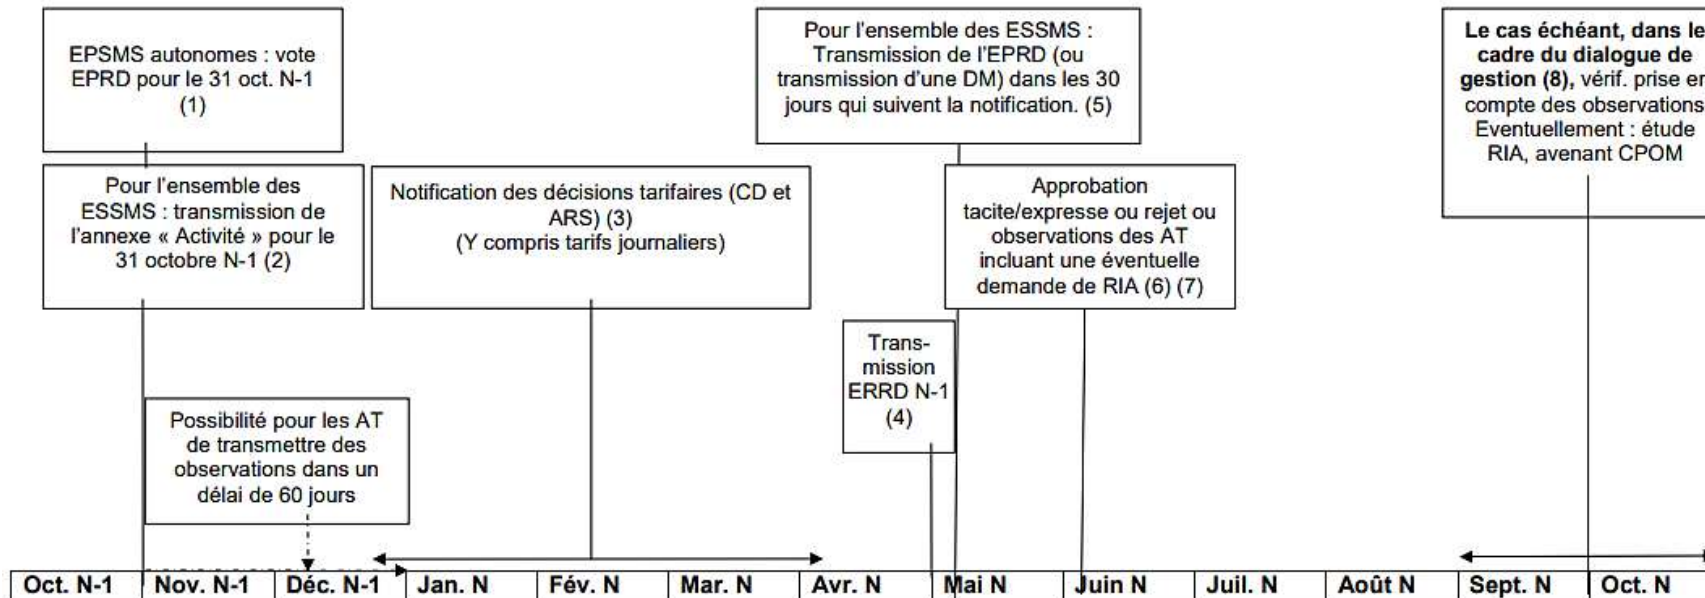 EPSMS autonomes : vote
EPRD pour le 31 oct. N-1
(1)
Pour l'ensemble des ESSMS :
Transmission de l'EPRD (ou
transmission d'une DM) dans les 30
jours qui suivent la notification. (5)
Le cas échéant, dans le
cadre du dialogue de
gestion (8), vérif. prise en
compte des observations
Eventuellement : étude
RIA, avenant CPOM
Pour l'ensemble des
ESSMS : transmission de
l'annexe « Activité » pour le
31 octobre N-1 (2)
Notification des décisions tarifaires (CD et
ARS) (3)
(Y compris tarifs journaliers)
Approbation
tacite/expresse ou rejet ou
observations des AT
incluant une éventuelle
demande de RIA (6) (7)
Trans-
mission
ERRD N-1
(4)
Possibilité pour les AT
de transmettre des
observations dans un
délai de 60 jours
Oct. N-1 Nov. N-1 Déc. N-1 Jan. N Fév. N Mar. N Avr. N Mai N Juin N Juil. N Août N Sept. N Oct. N